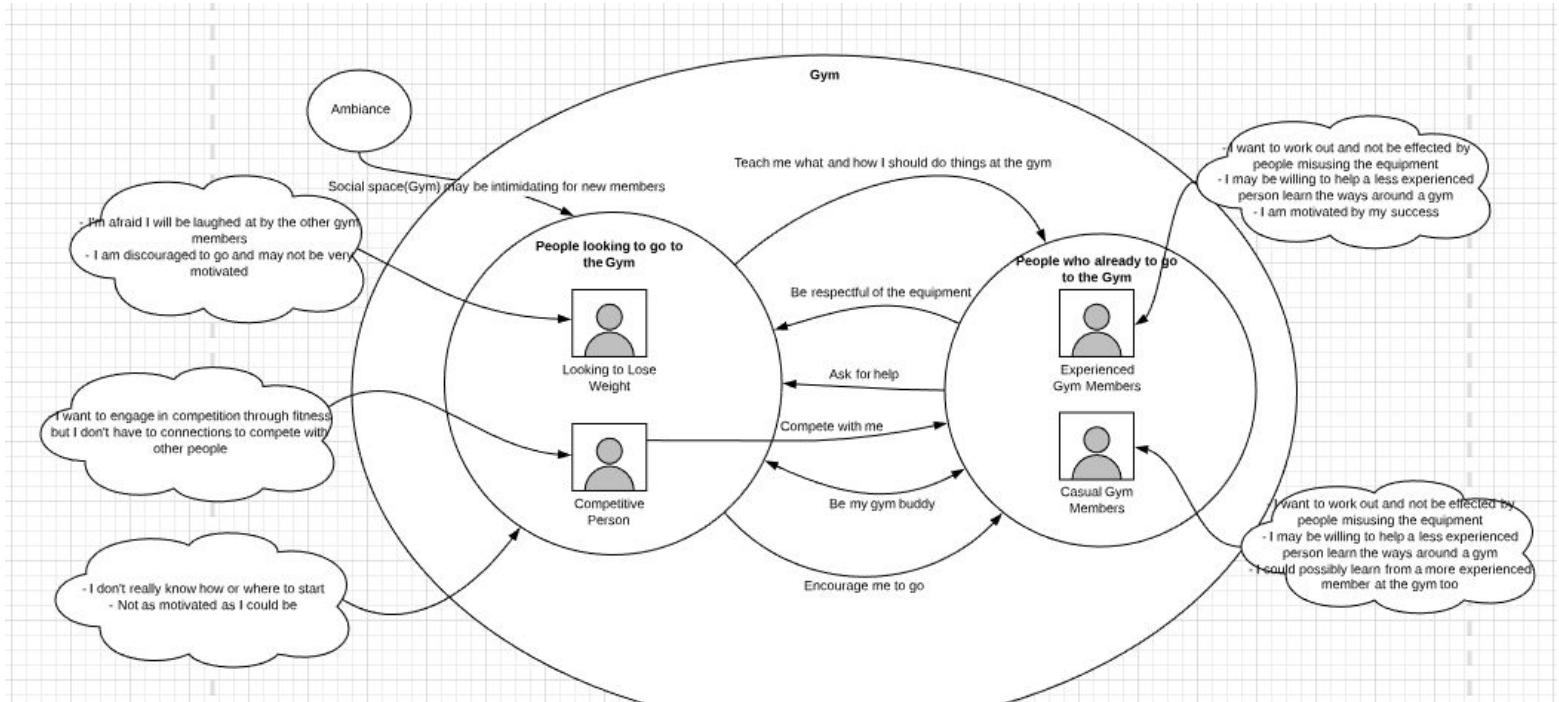 Gym
Ambiance
Social space(Gym) may be intimidating for new members
- I'm afraid I will be laughed at by the other gym
members
- I am discouraged to go and may not be very
motivated
I want to engage in competition through fitness
but I don't have to connections to compete with
other people
- I don't really know how or where to start
- Not as motivated as I could be
People looking to go to
the Gym
Looking to Lose
Weight
Competitive
Person
Teach me what and how I should do things at the gym
Be respectful of the equipment
Ask for help
Compete with me
Be my gym buddy
Encourage me to go
People who already to go
to the Gym
Experienced
Gym Members
Casual Gym
Members
- I want to work out and not be effected by
people misusing the equipment
- I may be willing to help a less experienced
person learn the ways around a gym
- I am motivated by my success
I want to work out and not be effected by
people misusing the equipment
- I may be willing to help a less experienced
person learn the ways around a gym
- I could possibly learn from a more experienced
member at the gym too